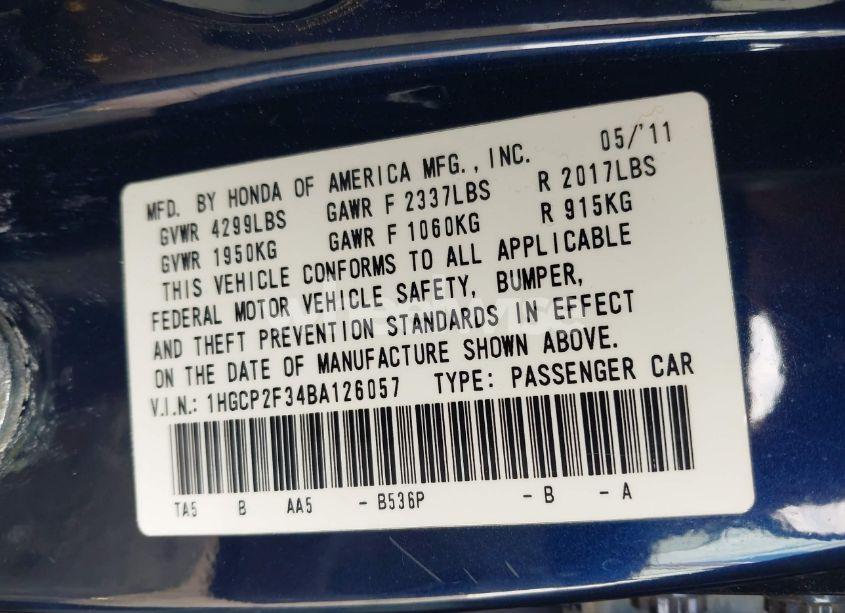 MFD. BY HONDA OF AMERICA MFG., INC. 05/'11
GVWR 4299LBS GAWR F 2337LBS R 2017LBS
GVWR 1950KG GAWR F 1060KG R 915KG
THIS VEHICLE CONFORMS TO ALL APPLICABLE
FEDERAL MOTOR VEHICLE SAFETY, BUMPER,
AND THEFT PREVENTION STANDARDS IN EFFECT
ON THE DATE OF MANUFACTURE SHOWN ABOVE.
V.I.N.: 1HGCP2F34BA126057 TYPE: PASSENGER CAR
TA5 B AA5 - B536P - B - A